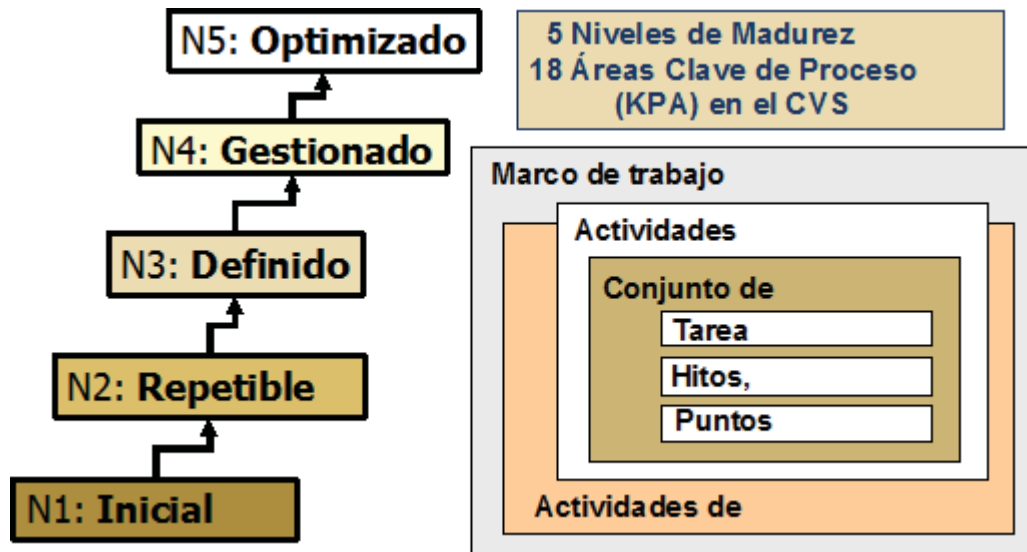 N5: Optimizado
N4: Gestionado
N3: Definido
N2: Repetible
N1: Inicial
5 Niveles de Madurez
18 Áreas Clave de Proceso
(KPA) en el CVS
Marco de trabajo
Actividades
Conjunto de
Tarea
Hitos,
Puntos
Actividades de